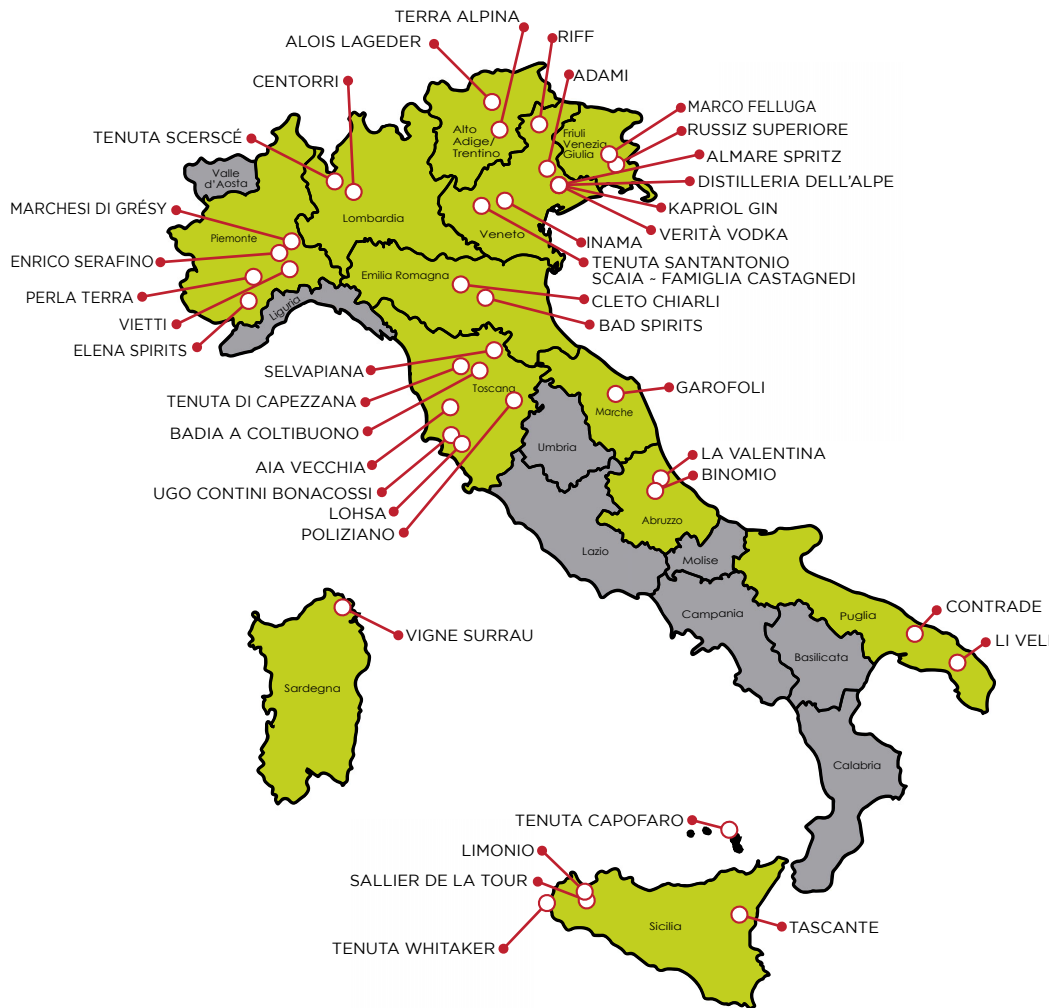 TERRA ALPINA
ALOIS LAGEDER
RIFF
CENTORRI
ADAMI
TENUTA SCERSCÉ
MARCO FELLUGA
RUSSIZ SUPERIORE
ALMARE SPRITZ
DISTILLERIA DELL'ALPE
KAPRIOL GIN
VERITÀ VODKA
Alto
Adige/
Trentino
Friuli
Venezia
Giulia
Valle
d'Aosta
Lombardia
MARCHESI DI GRÉSY
Piemonte
Veneto
INAMA
ENRICO SERAFINO
TENUTA SANT'ANTONIO
SCAIA ~ FAMIGLIA CASTAGNEDI
PERLA TERRA
Emilia Romagna
CLETO CHIARLI
VIETTI
Liguria
BAD SPIRITS
ELENA SPIRITS
SELVAPIANA
TENUTA DI CAPEZZANA
Toscana
GAROFOLI
Marche
BADIA A COLTIBUONO
Umbria
AIA VECCHIA
LA VALENTINA
BINOMIO
UGO CONTINI BONACOSSI
LOHSA
Abruzzo
POLIZIANO
Lazio
Molise
Campania
Puglia
CONTRADE
VIGNE SURRAU
LI VELI
Basilicata
Sardegna
Calabria
TENUTA CAPOFARO
LIMONIO
SALLIER DE LA TOUR
Sicilia
TASCANTE
TENUTA WHITAKER